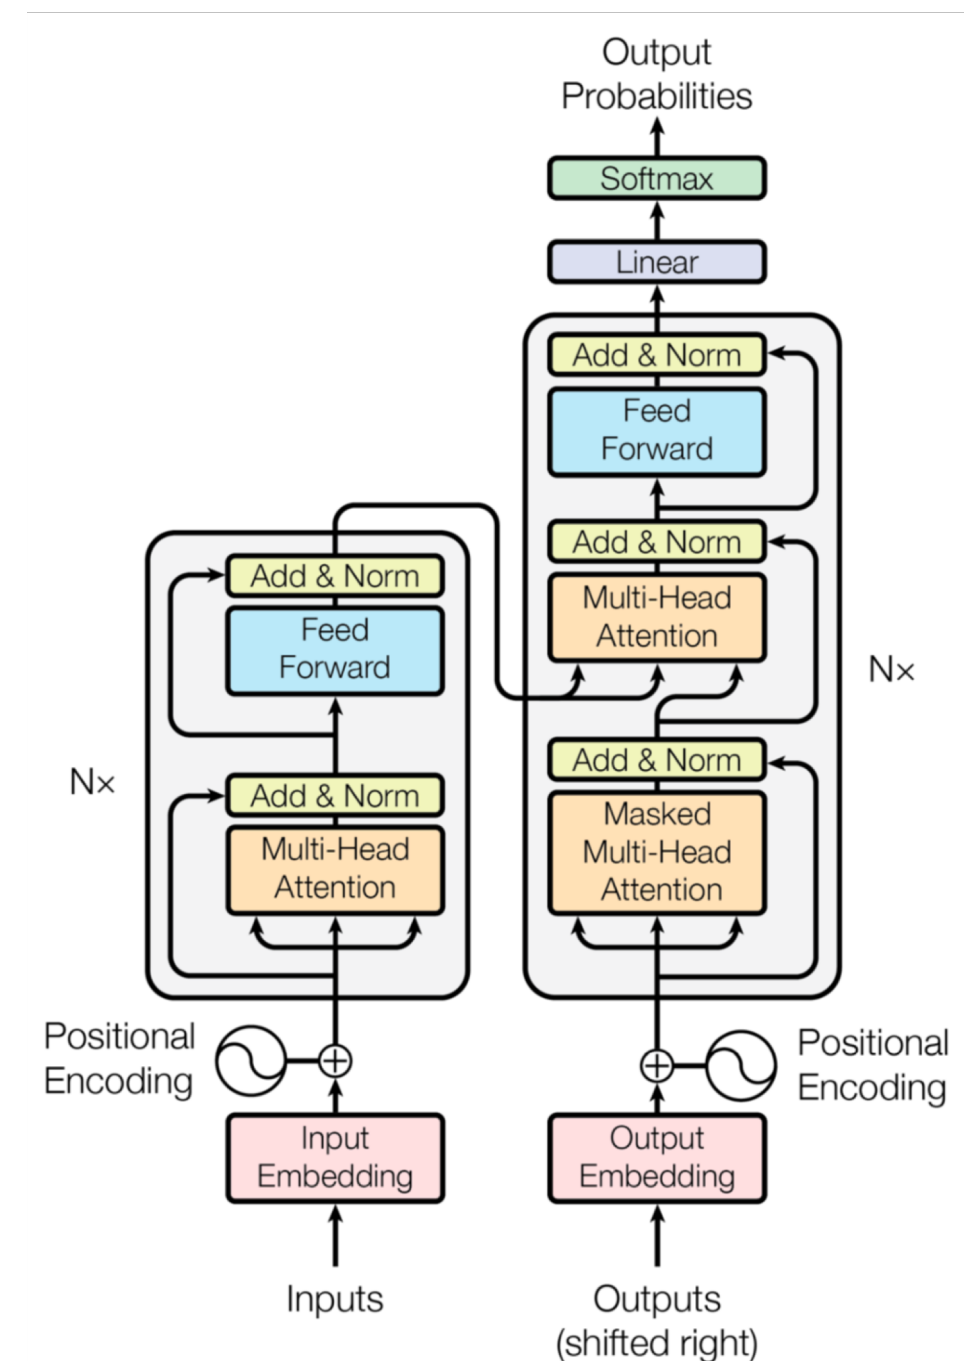 Output
Probabilities
Softmax
Linear
Add & Norm
Feed
Forward
Add & Norm
Multi-Head
Attention
Add & Norm
Masked
Multi-Head
Attention
N×
Add & Norm
Feed
Forward
Add & Norm
Multi-Head
Attention
N×
Positional
Encoding
Positional
Encoding
Input
Embedding
Output
Embedding
Inputs
Outputs
(shifted right)